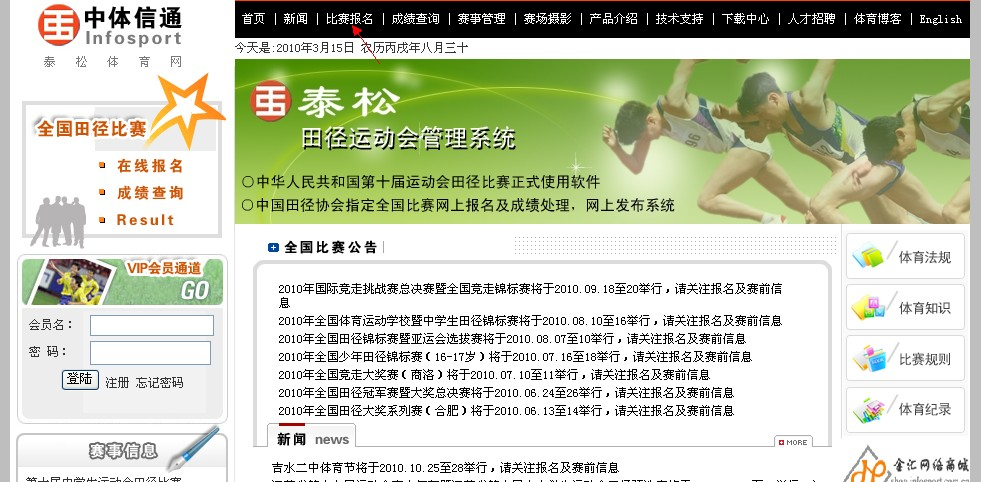 中体信通
Infosport
泰松体育网
首页 | 新闻 | 比赛报名 | 成绩查询 | 赛事管理 | 赛场摄影 | 产品介绍 | 技术支持 | 下载中心 | 人才招聘 | 体育博客 | English
今天是:2010年3月15日 农历丙戌年八月三十
全国田径比赛
在线报名
成绩查询
Result
泰松
田径运动会管理系统
○中华人民共和国第十届运动会田径比赛正式使用软件
○中国田径协会指定全国比赛网上报名及成绩处理，网上发布系统
VIP会员通道
GO
会员名：
密 码：
登陆 注册 忘记密码
赛事信息
全国比赛公告
2010年国际竞走挑战赛总决赛暨全国竞走锦标赛将于2010.09.18至20举行，请关注报名及赛前信
息
2010年全国体育运动学校暨中学生田径锦标赛将于2010.08.10至16举行，请关注报名及赛前信息
2010年全国田径锦标赛暨亚运会选拔赛将于2010.08.07至10举行，请关注报名及赛前信息
2010年全国少年田径锦标赛（16-17岁）将于2010.07.16至18举行，请关注报名及赛前信息
2010年全国竞走大奖赛（商洛）将于2010.07.10至11举行，请关注报名及赛前信息
2010年全国田径冠军赛暨大奖总决赛将于2010.06.24至26举行，请关注报名及赛前信息
2010年全国田径大奖系列赛（合肥）将于2010.06.13至14举行，请关注报名及赛前信息
新闻 news
MORE
吉水二中体育节将于2010.10.25至28举行，请关注报名及赛前信息
体育法规
体育知识
比赛规则
体育纪录
金汇网络商城
shop.infosport.com.cn